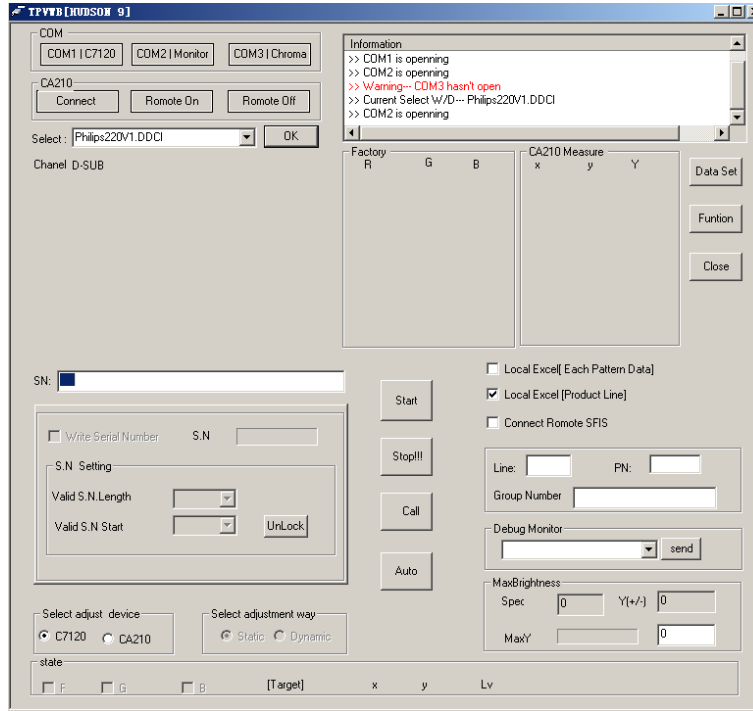 TPVWB[HUDSON 9]
COM
COM1 | C7120 COM2 | Monitor COM3 | Chroma
CA210
Connect Romote On Romote Off
Select : Philips220V1.DDCI OK
Chanel D-SUB
Information
>> COM1 is openning
>> COM2 is openning
>> Warning--- COM3 hasn't open
>> Current Select W/D--- Philips220V1.DDCI
>> COM2 is openning
Factory
R G B
CA210 Measure
x y Y
Data Set
Funtion
Close
SN:
Write Serial Number S.N
S.N Setting
Valid S.N.Length
Valid S.N Start UnLock
Start
Stop!!!
Call
Auto
Local Excel[ Each Pattern Data]
Local Excel [Product Line]
Connect Romote SFIS
Line: PN:
Group Number
Debug Monitor
send
MaxBrightness
Spec 0 Y(+/-) 0
MaxY 0
Select adjust device
C7120 CA210
Select adjustment way
Static Dynamic
state
F G B [Target] x y Lv